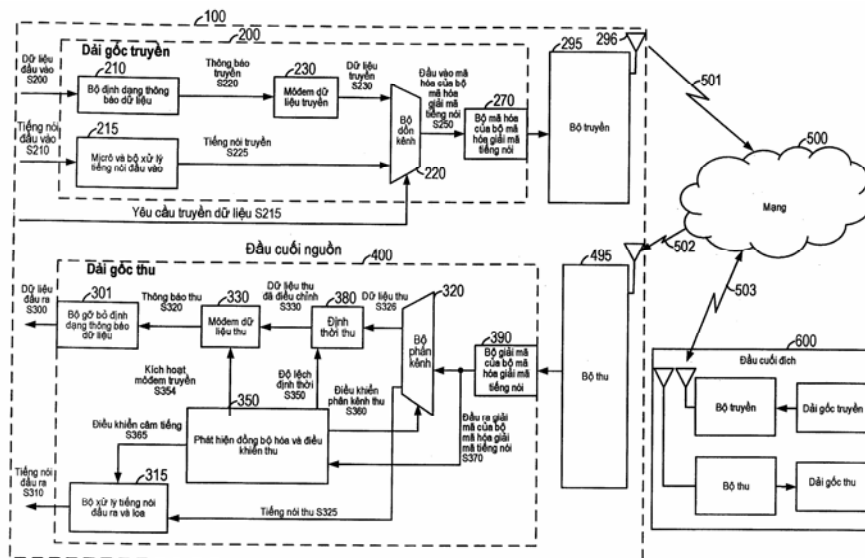 100
200
Dải gốc truyền
Dữ liệu
đầu vào
S200
210
Bộ định dạng thông
báo dữ liệu
Thông báo
truyền
S220
230
Môđem dữ
liệu truyền
Dữ liệu
truyền
S230
Bộ
dồn
kênh
220
Đầu vào mã
hóa của bộ
mã hóa
giải mã
tiếng nói
S250
270
Bộ mã hóa
của bộ mã hóa
giải mã
tiếng nói
295
Bộ truyền
296
501
Tiếng nói
đầu vào
S210
215
Micrô và bộ xử lý
tiếng nói đầu vào
Tiếng nói truyền
S225
Yêu cầu truyền dữ liệu S215
500
Mạng
502
503
Đầu cuối nguồn
400
Dải gốc thu
Dữ liệu
đầu ra
S300
301
Bộ gỡ bỏ định
dạng thông báo
dữ liệu
Thông báo thu
S320
330
Môđem dữ
liệu thu
Dữ liệu thu
đã điều chỉnh
S330
380
Định
thời thu
Dữ liệu thu
S326
320
Bộ
phân
kênh
390
Bộ giải mã
của bộ mã hóa
giải mã
tiếng nói
495
Bộ thu
Kích hoạt
môđem truyền
S354
Độ lệch
định thời
S350
Điều khiển
phân kênh thu
S360
350
Phát hiện đồng bộ hóa và điều
khiển thu
Đầu ra giải
mã của bộ
mã hóa giải
mã tiếng nói
S370
Điều khiển câm tiếng
S365
Tiếng nói
đầu ra
S310
315
Bộ xử lý tiếng nói
đầu ra và loa
Tiếng nói thu S325
600
Đầu cuối đích
Bộ truyền
Dải gốc truyền
Bộ thu
Dải gốc thu